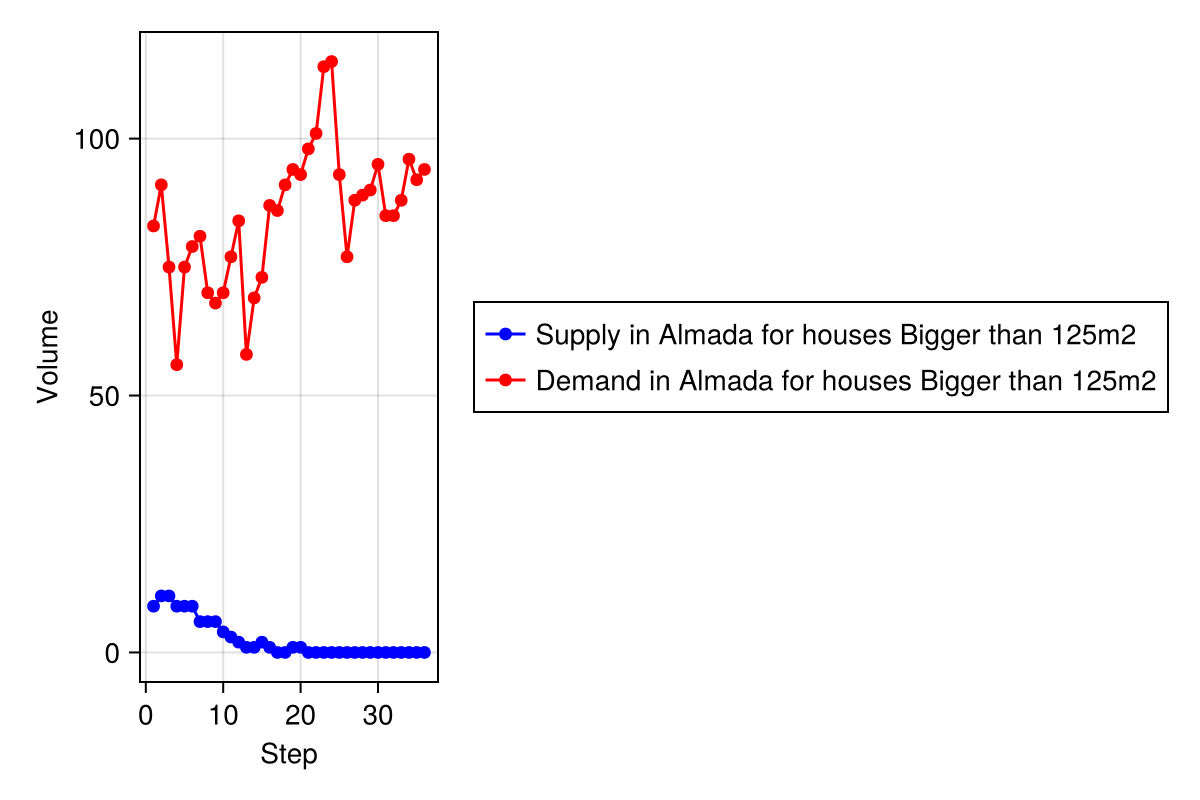 Volume
100
50
0
0 10 20 30
Step
Supply in Almada for houses Bigger than 125m2
Demand in Almada for houses Bigger than 125m2